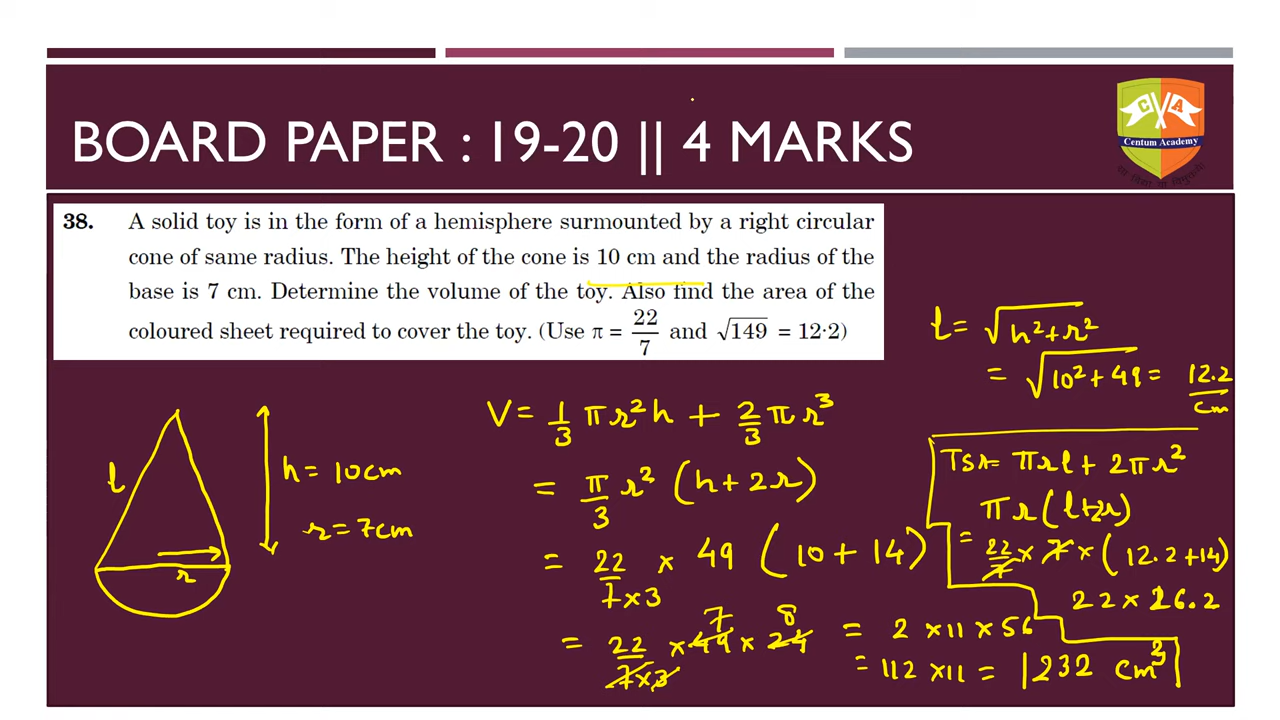 BOARD PAPER : 19-20 || 4 MARKS
C A
Centum Academy
38. A solid toy is in the form of a hemisphere surmounted by a right circular
cone of same radius. The height of the cone is 10 cm and the radius of the
base is 7 cm. Determine the volume of the toy. Also find the area of the
coloured sheet required to cover the toy. (Use π = 22/7 and √149 = 12·2)
l
h = 10cm
r = 7cm
r
V = 1/3 πr²h + 2/3 πr³
= π/3 r² (h + 2r)
= 22/7×3 × 49 (10 + 14)
= 22/7×3 × 49 7 × 24 8
= 2 × 11 × 56
= 112 × 11 = 1232 cm³
l = √h² + r²
= √10² + 49 = 12.2 cm
TSA = πrl + 2πr²
πr (l + 2r)
= 22/7 × 7 × (12.2 + 14)
22 × 26.2